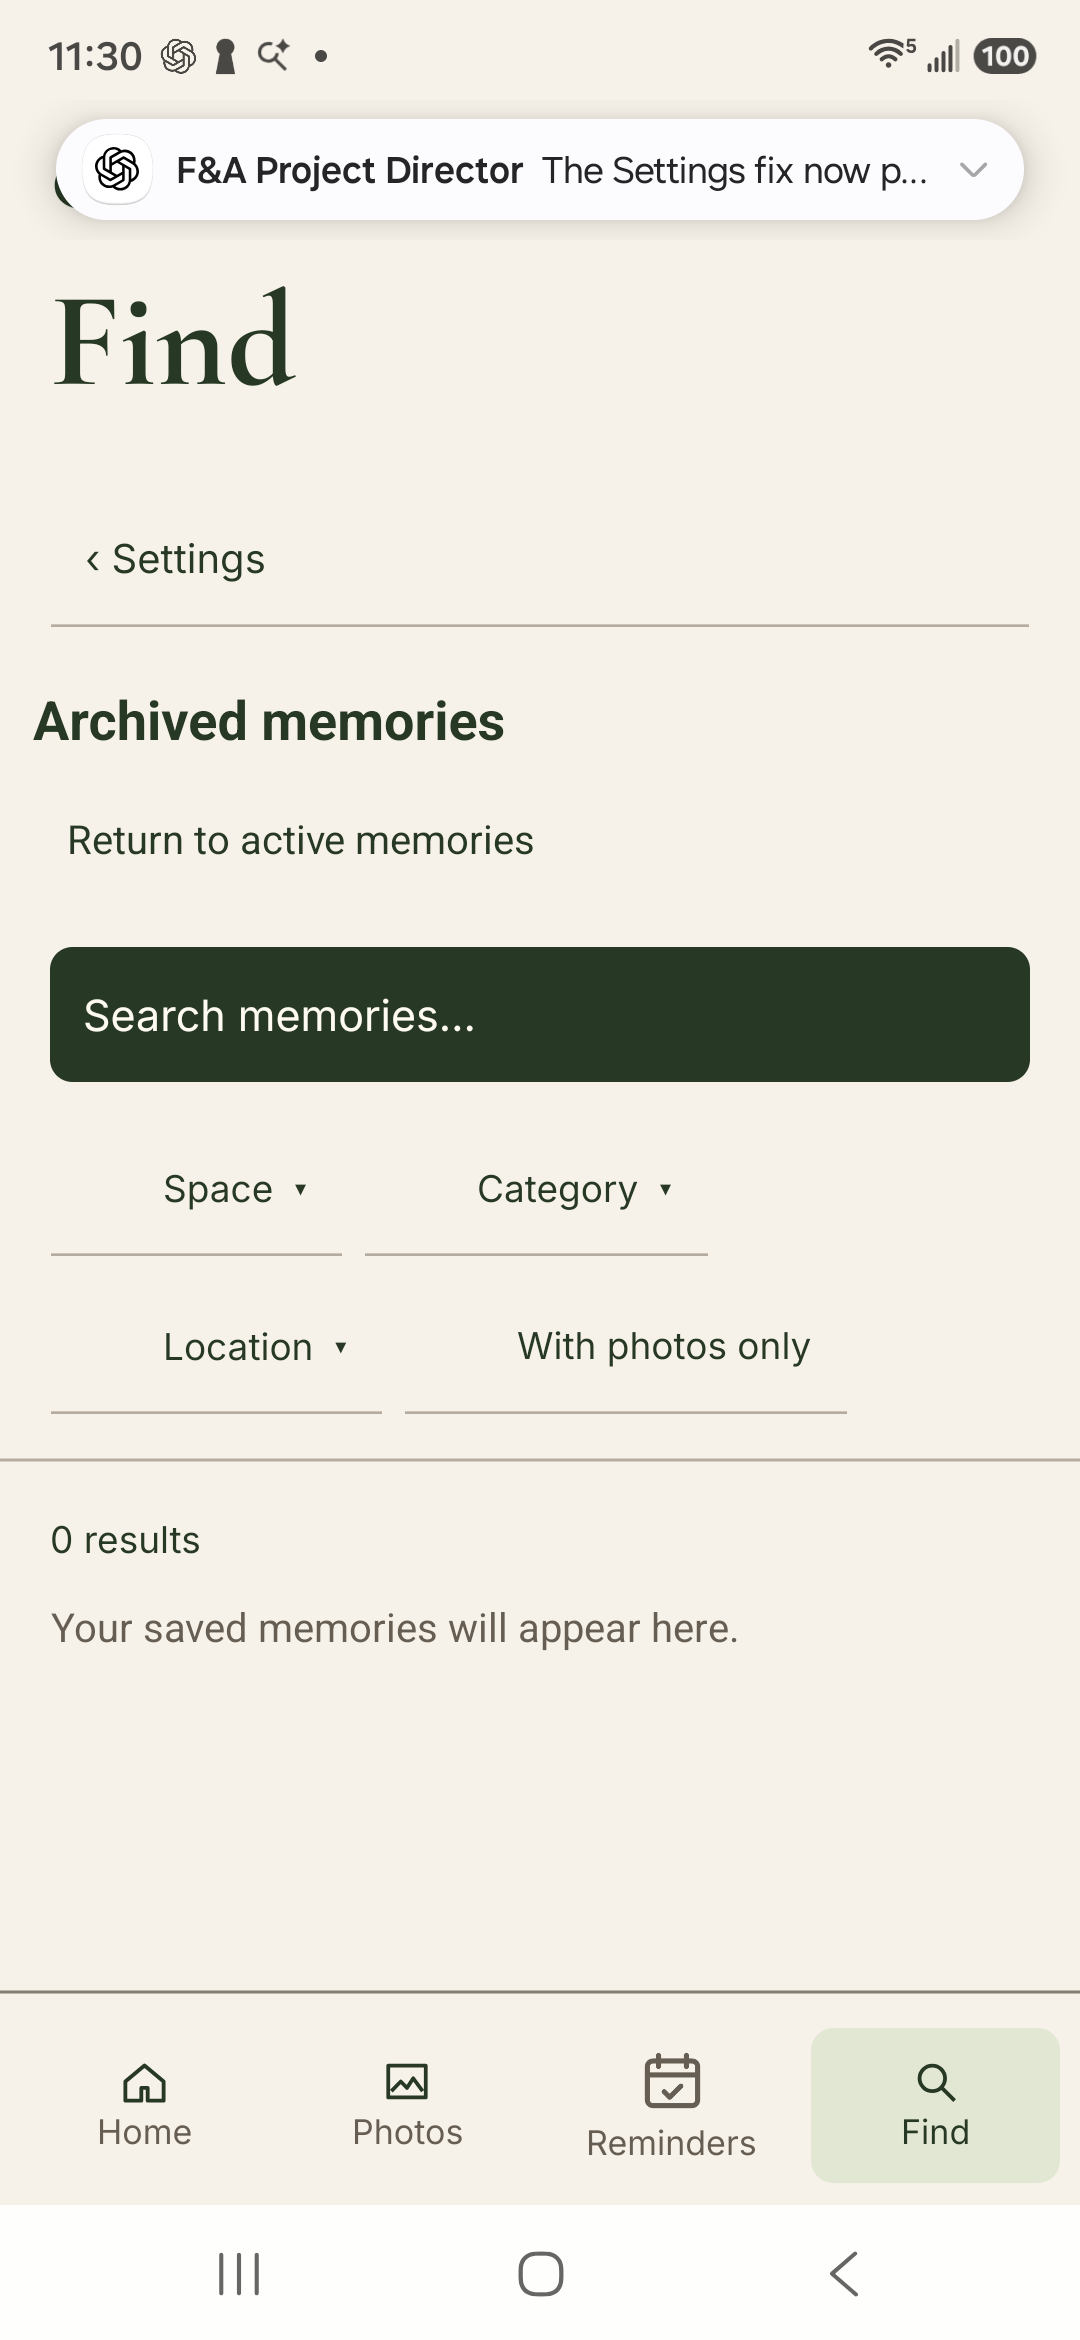 11:30
5
100
F&A Project Director The Settings fix now p...
Find
‹ Settings
Archived memories
Return to active memories
Search memories...
Space ▾ Category ▾
Location ▾ With photos only
0 results
Your saved memories will appear here.
Home Photos Reminders Find